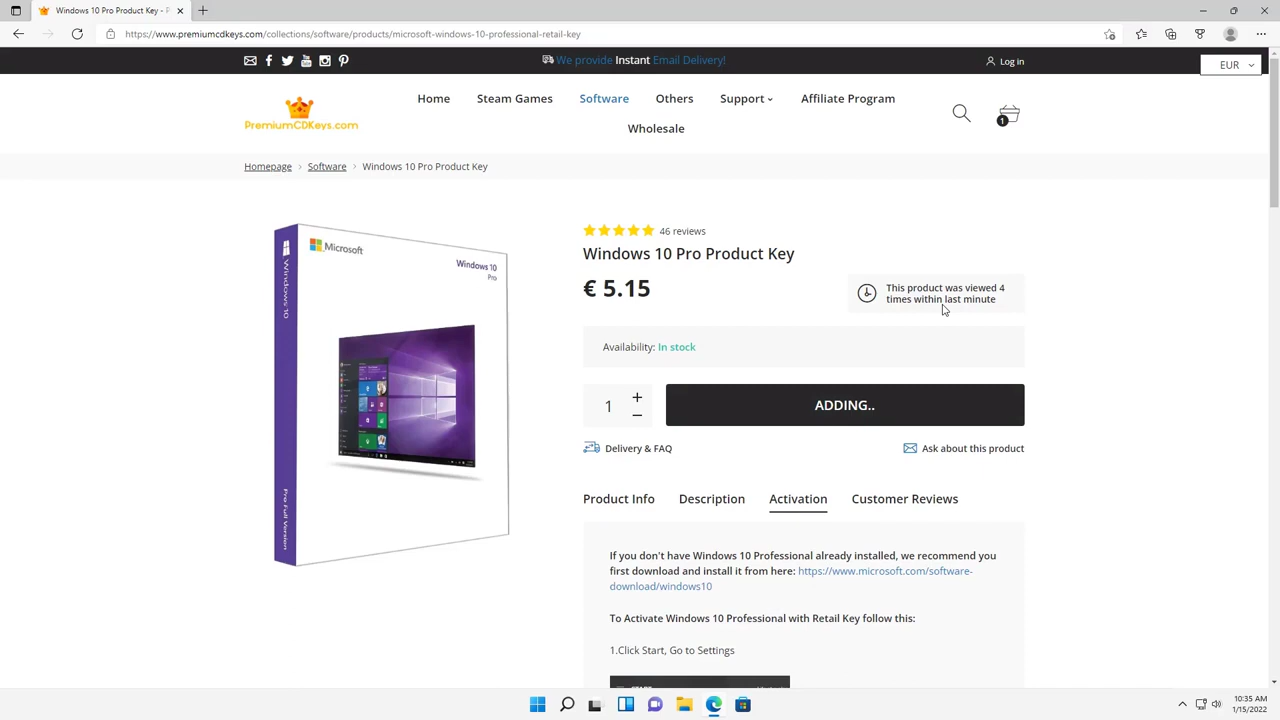 Windows 10 Pro Product Key - P
https://www.premiumcdkeys.com/collections/software/products/microsoft-windows-10-professional-retail-key
We provide Instant Email Delivery!
Log in
EUR
PremiumCDKeys.com
Home
Steam Games
Software
Others
Support
Affiliate Program
Wholesale
1
Homepage > Software > Windows 10 Pro Product Key
Microsoft
Windows 10
Pro
Windows 10
Pro Full Version
46 reviews
Windows 10 Pro Product Key
€ 5.15
This product was viewed 4
times within last minute
Availability: In stock
1
+
−
ADDING..
Delivery & FAQ
Ask about this product
Product Info
Description
Activation
Customer Reviews
If you don't have Windows 10 Professional already installed, we recommend you
first download and install it from here: https://www.microsoft.com/software-
download/windows10
To Activate Windows 10 Professional with Retail Key follow this:
1.Click Start, Go to Settings
10:35 AM
1/15/2022